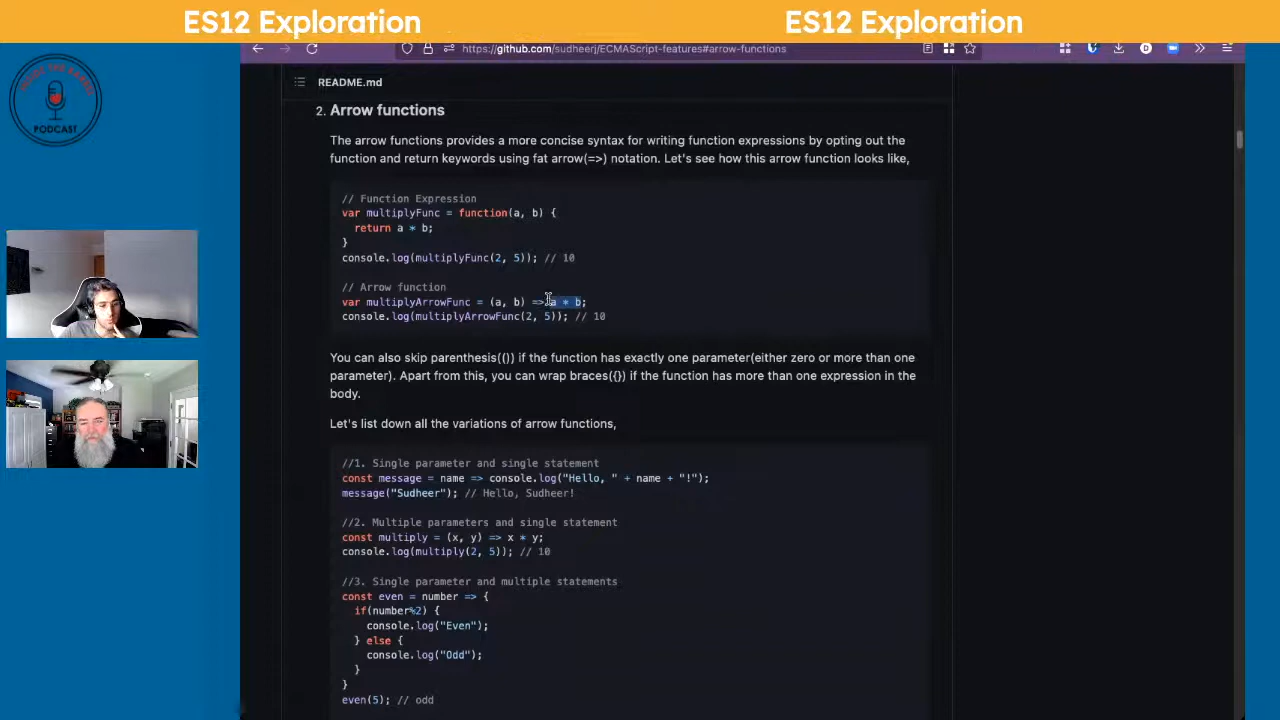 ES12 Exploration
ES12 Exploration
https://github.com/sudheerj/ECMAScript-features#arrow-functions
PODCAST
README.md
2. Arrow functions
The arrow functions provides a more concise syntax for writing function expressions by opting out the
function and return keywords using fat arrow(=>) notation. Let's see how this arrow function looks like,
// Function Expression
var multiplyFunc = function(a, b) {
return a * b;
}
console.log(multiplyFunc(2, 5)); // 10
// Arrow function
var multiplyArrowFunc = (a, b) => a * b;
console.log(multiplyArrowFunc(2, 5)); // 10
You can also skip parenthesis(()) if the function has exactly one parameter(either zero or more than one
parameter). Apart from this, you can wrap braces({}) if the function has more than one expression in the
body.
Let's list down all the variations of arrow functions,
//1. Single parameter and single statement
const message = name => console.log("Hello, " + name + "!");
message("Sudheer"); // Hello, Sudheer!
//2. Multiple parameters and single statement
const multiply = (x, y) => x * y;
console.log(multiply(2, 5)); // 10
//3. Single parameter and multiple statements
const even = number => {
if(number%2) {
console.log("Even");
} else {
console.log("Odd");
}
}
even(5); // odd